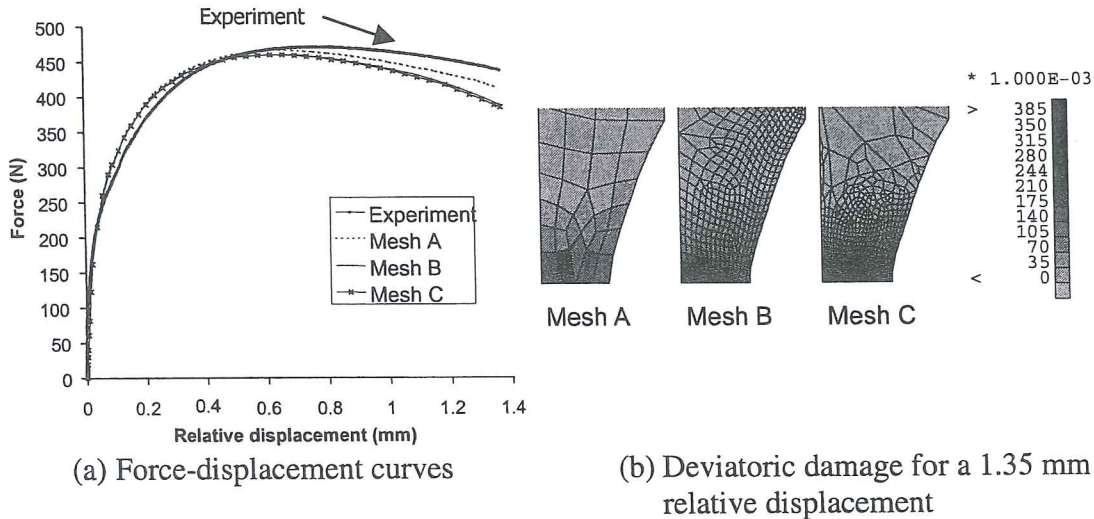 Experiment
500
450
400
350
300
250
200
150
100
50
0
Force (N)
Experiment
Mesh A
Mesh B
Mesh C
0 0.2 0.4 0.6 0.8 1 1.2 1.4
Relative displacement (mm)
(a) Force-displacement curves
* 1.000E-03
> 385
350
315
280
244
210
175
140
105
70
35
< 0
Mesh A Mesh B Mesh C
(b) Deviatoric damage for a 1.35 mm
relative displacement